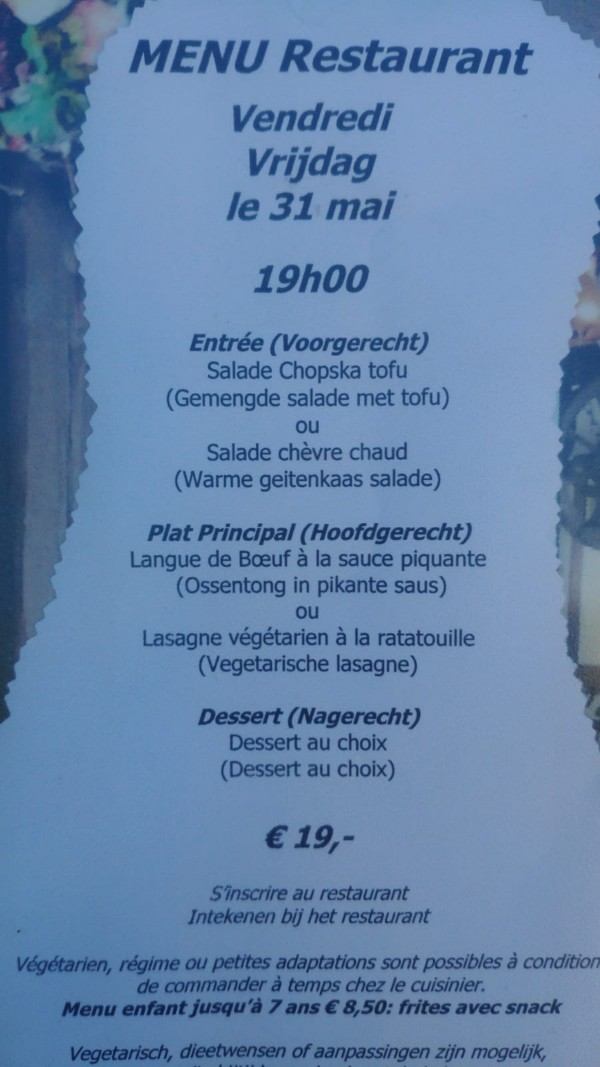 MENU Restaurant
Vendredi
Vrijdag
le 31 mai
19h00
Entrée (Voorgerecht)
Salade Chopska tofu
(Gemengde salade met tofu)
ou
Salade chèvre chaud
(Warme geitenkaas salade)
Plat Principal (Hoofdgerecht)
Langue de Bœuf à la sauce piquante
(Ossentong in pikante saus)
ou
Lasagne végétarien à la ratatouille
(Vegetarische lasagne)
Dessert (Nagerecht)
Dessert au choix
(Dessert au choix)
€ 19,-
S'inscrire au restaurant
Intekenen bij het restaurant
Végétarien, régime ou petites adaptations sont possibles à condition
de commander à temps chez le cuisinier.
Menu enfant jusqu'à 7 ans € 8,50: frites avec snack
Vegetarisch, dieetwensen of aanpassingen zijn mogelijk,